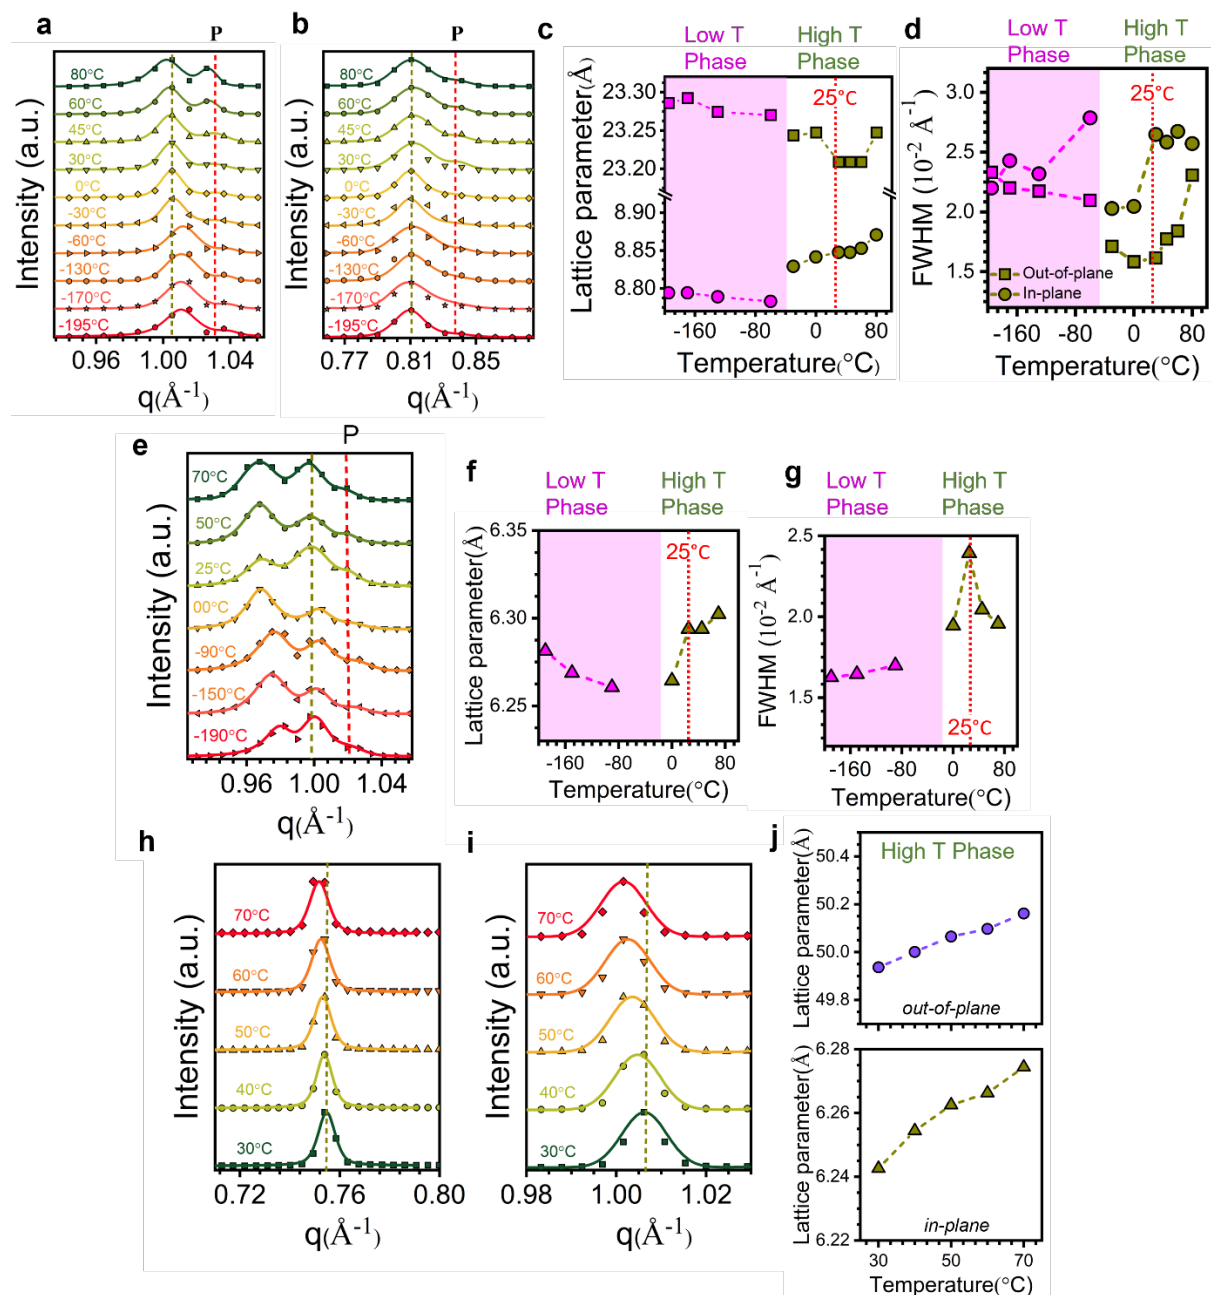 a
P
Intensity (a.u.)
80°C
60°C
45°C
30°C
0°C
-30°C
-60°C
-130°C
-170°C
-195°C
0.96 1.00 1.04
q(Å⁻¹)
b
P
Intensity (a.u.)
80°C
60°C
45°C
30°C
0°C
-30°C
-60°C
-130°C
-170°C
-195°C
0.77 0.81 0.85
q(Å⁻¹)
c
Low T High T
Phase Phase
25°C
Lattice parameter(Å)
23.30
23.25
23.20
8.90
8.85
8.80
-160 -80 0 80
Temperature(°C)
d
Low T High T
Phase Phase
25°C
FWHM (10⁻² Å⁻¹)
3.0
2.5
2.0
1.5
Out-of-plane
In-plane
-160 -80 0 80
Temperature(°C)
e
P
Intensity (a.u.)
70°C
50°C
25°C
00°C
-90°C
-150°C
-190°C
0.96 1.00 1.04
q(Å⁻¹)
f
Low T High T
Phase Phase
25°C
Lattice parameter(Å)
6.35
6.30
6.25
-160 -80 0 80
Temperature(°C)
g
Low T High T
Phase Phase
FWHM (10⁻² Å⁻¹)
2.5
2.0
1.5
25°C
-160 -80 0 80
Temperature(°C)
h
Intensity (a.u.)
70°C
60°C
50°C
40°C
30°C
0.72 0.76 0.80
q(Å⁻¹)
i
Intensity (a.u.)
70°C
60°C
50°C
40°C
30°C
0.98 1.00 1.02
q(Å⁻¹)
j
High T Phase
Lattice parameter(Å)
50.4
50.2
50.0
49.8
out-of-plane
Lattice parameter(Å)
6.28
6.26
6.24
6.22
in-plane
30 50 70
Temperature(°C)